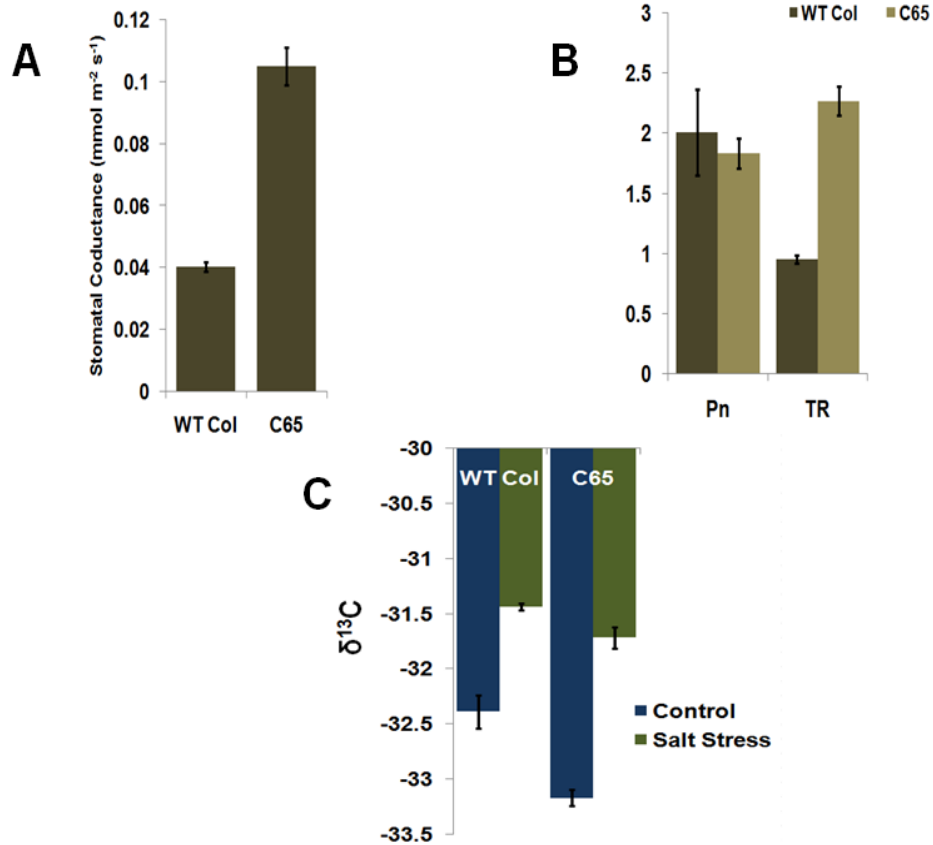 A
Stomatal Coductance (mmol m⁻² s⁻¹)
0.12
0.1
0.08
0.06
0.04
0.02
0
WT Col
C65
B
WT Col
C65
3
2.5
2
1.5
1
0.5
0
Pn
TR
C
δ¹³C
-30
-30.5
-31
-31.5
-32
-32.5
-33
-33.5
WT Col
C65
Control
Salt Stress